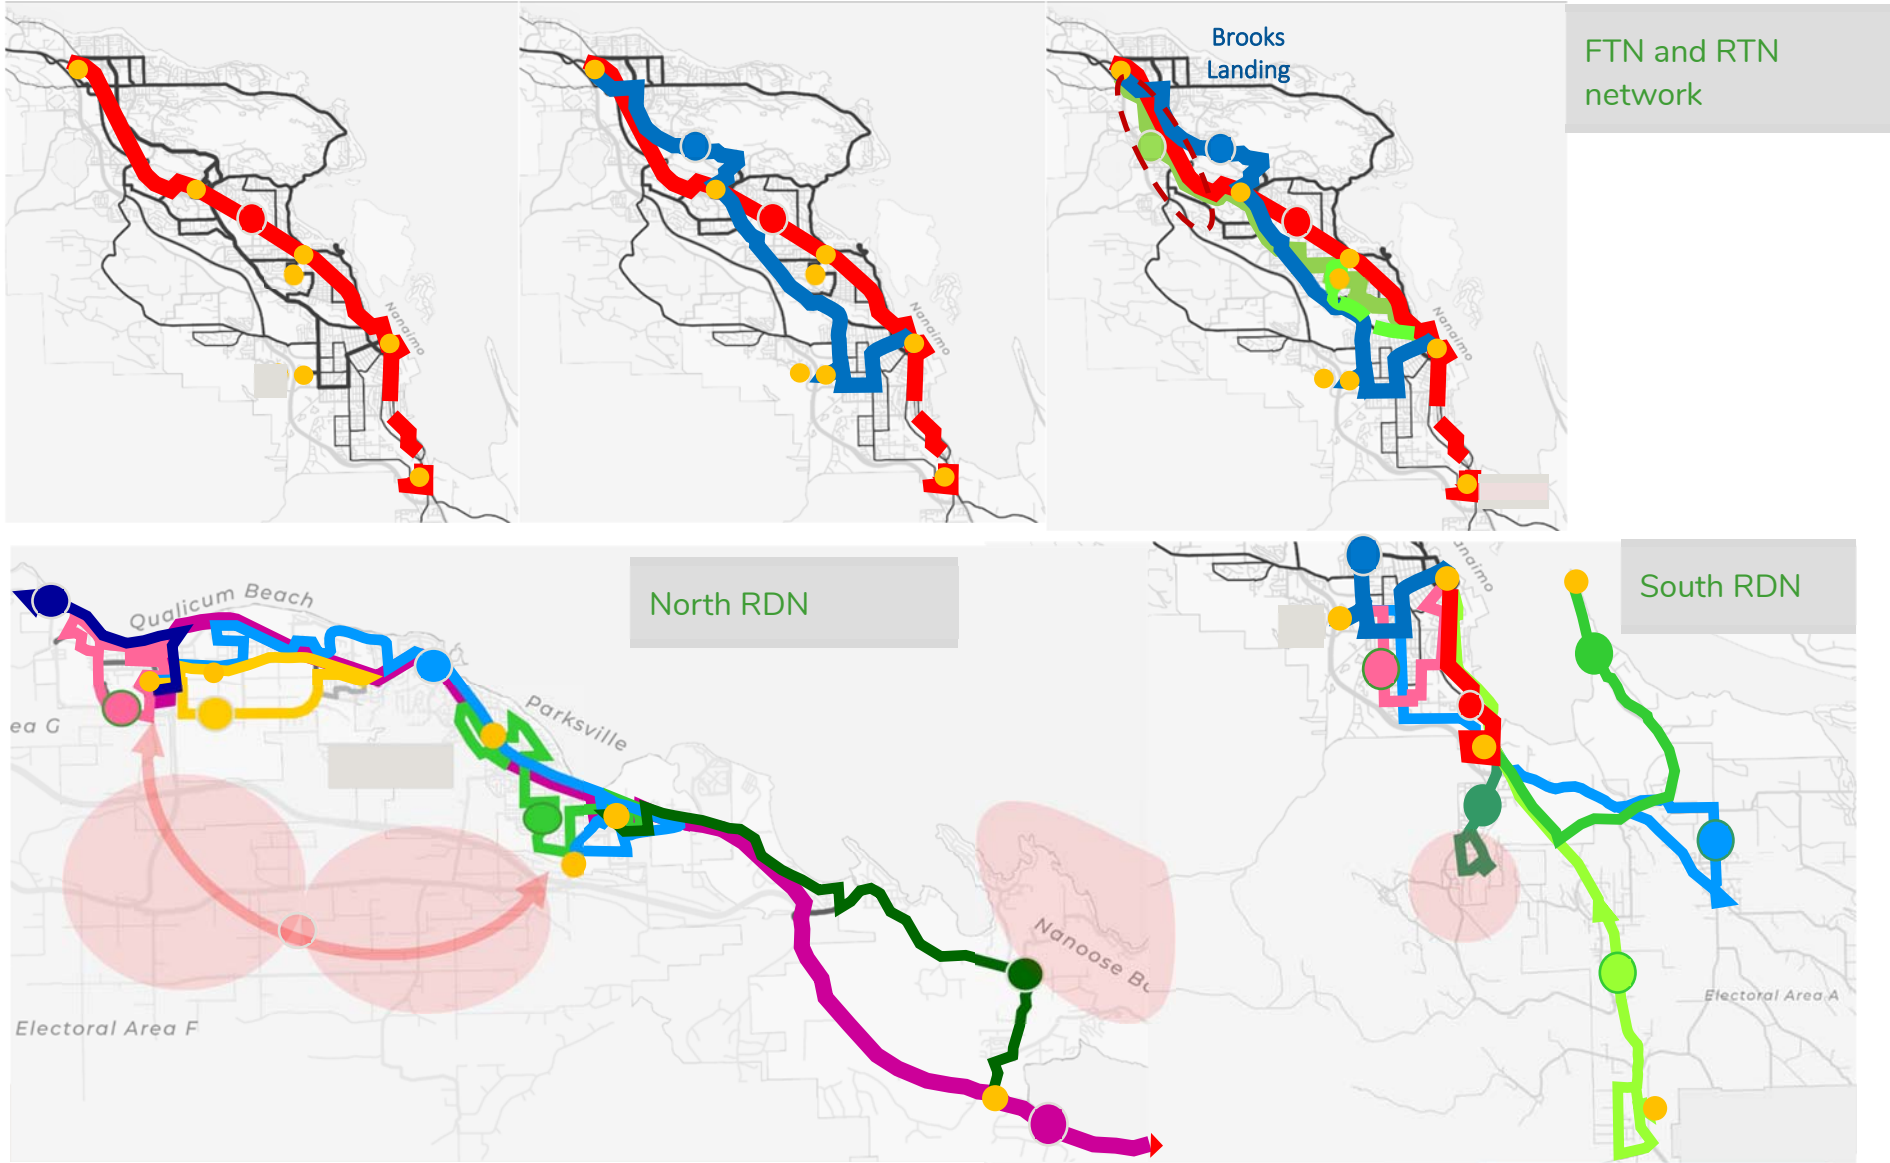 Brooks
Landing
FTN and RTN
network
Nanaimo
Nanaimo
Nanaimo
North RDN
South RDN
Qualicum Beach
anaimo
Parksville
ea G
Nanoose B
Electoral Area A
Electoral Area F